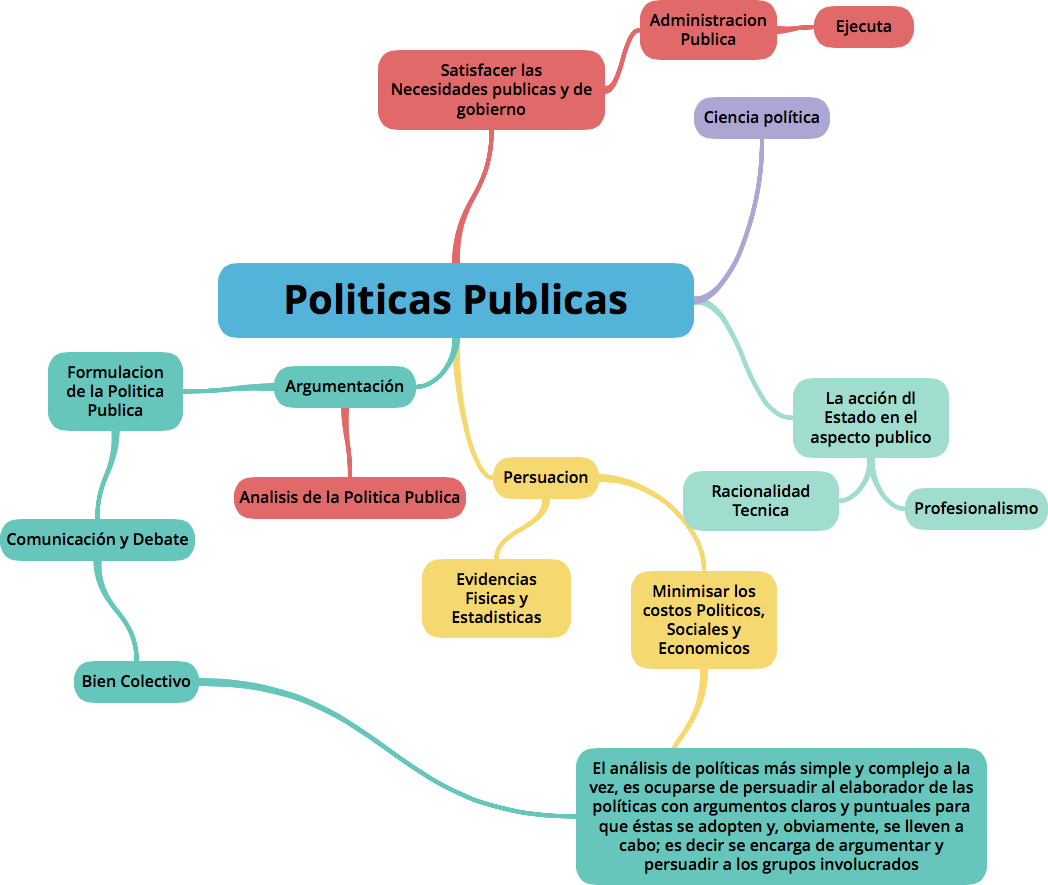 Administracion
Publica
Ejecuta
Satisfacer las
Necesidades publicas y de
gobierno
Ciencia política
Politicas Publicas
Formulacion
de la Politica
Publica
Argumentación
La acción dl
Estado en el
aspecto publico
Persuacion
Analisis de la Politica Publica
Racionalidad
Tecnica
Profesionalismo
Comunicación y Debate
Evidencias
Fisicas y
Estadisticas
Minimisar los
costos Politicos,
Sociales y
Economicos
Bien Colectivo
El análisis de políticas más simple y complejo a la
vez, es ocuparse de persuadir al elaborador de las
políticas con argumentos claros y puntuales para
que éstas se adopten y, obviamente, se lleven a
cabo; es decir se encarga de argumentar y
persuadir a los grupos involucrados